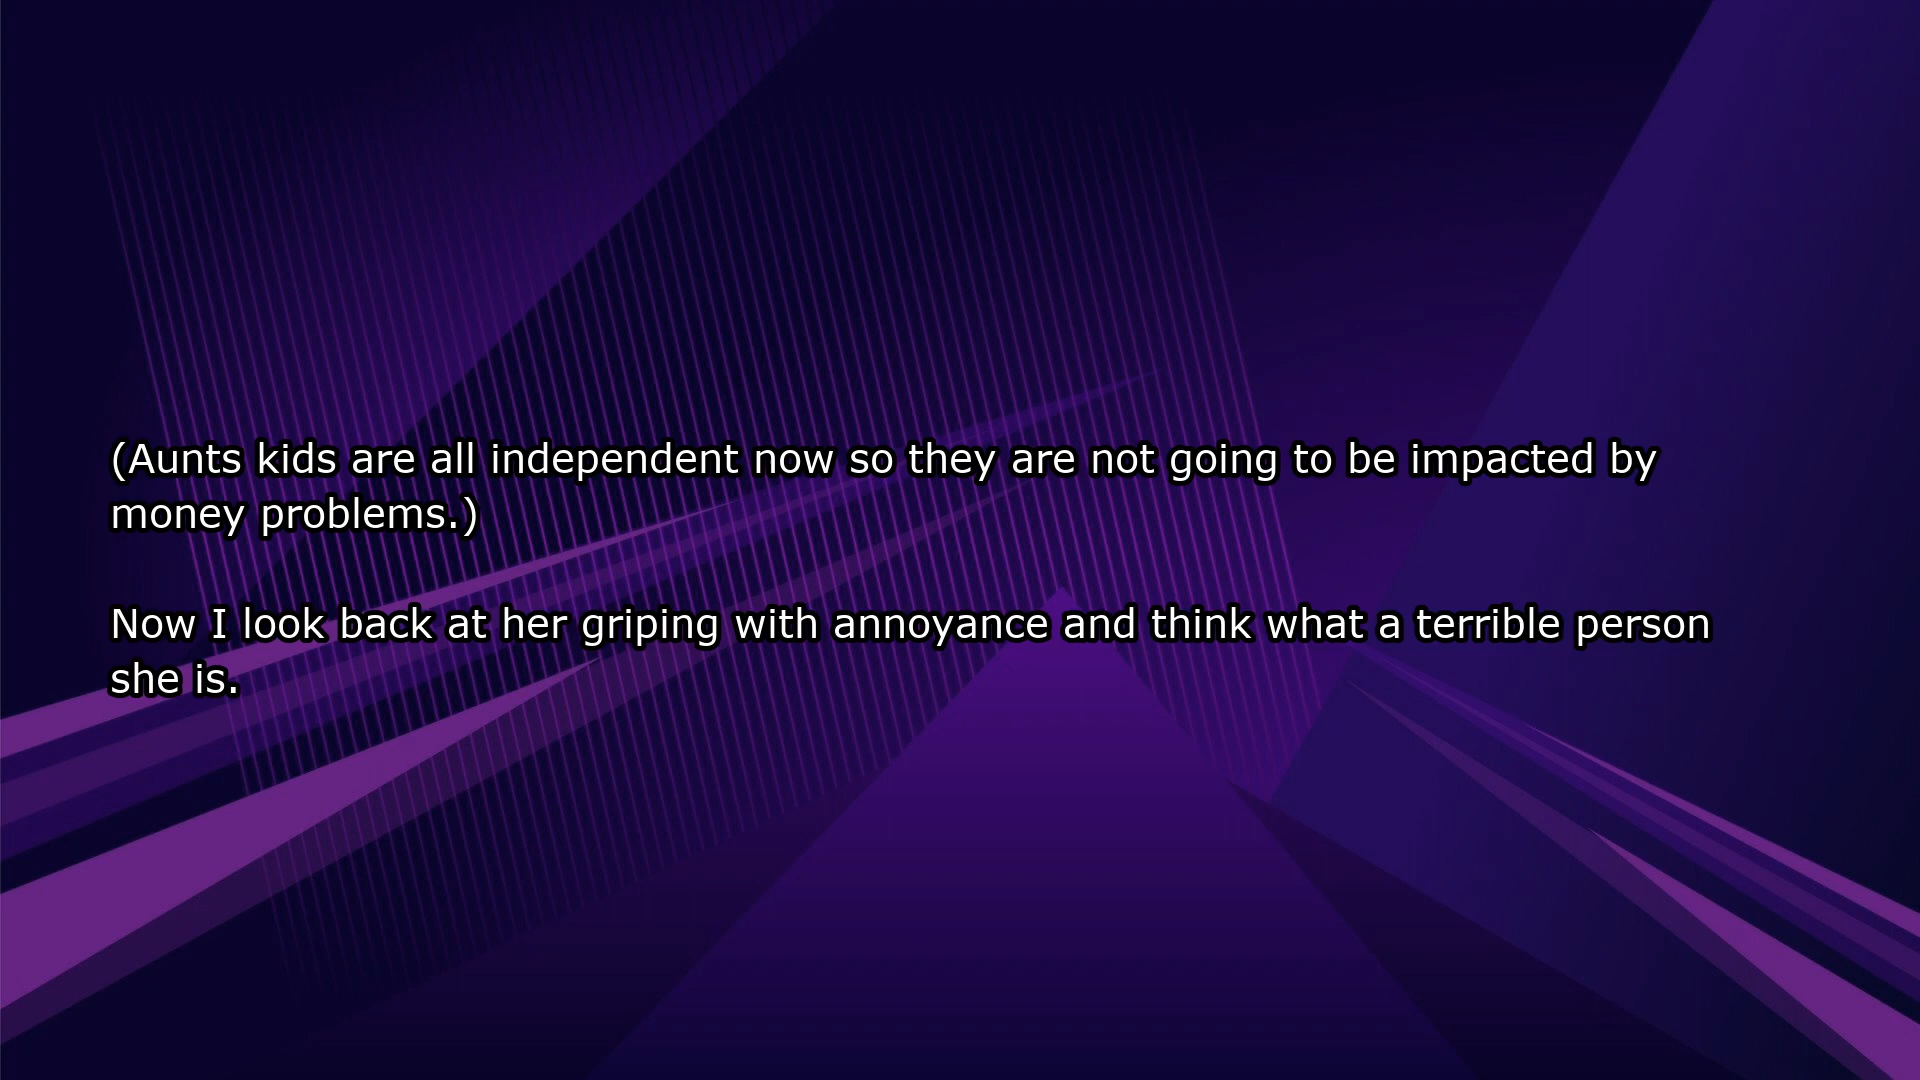 (Aunts kids are all independent now so they are not going to be impacted by
money problems.)
Now I look back at her griping with annoyance and think what a terrible person
she is.